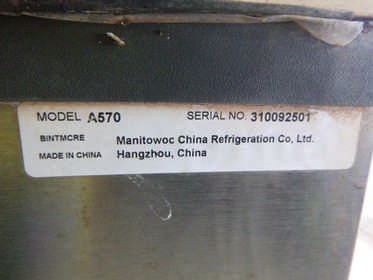 MODEL A570 SERIAL NO. 310092501
BINTMCRE Manitowoc China Refrigeration Co, Ltd.
MADE IN CHINA Hangzhou, China